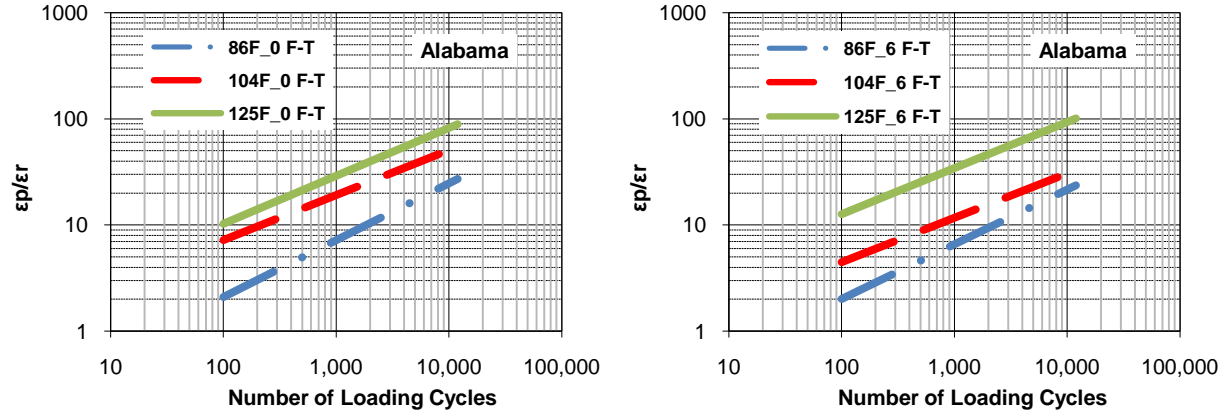 1000
100
10
1
εp/εr
86F_0 F-T
104F_0 F-T
125F_0 F-T
Alabama
10 100 1,000 10,000 100,000
Number of Loading Cycles
1000
100
10
1
εp/εr
86F_6 F-T
104F_6 F-T
125F_6 F-T
Alabama
10 100 1,000 10,000 100,000
Number of Loading Cycles